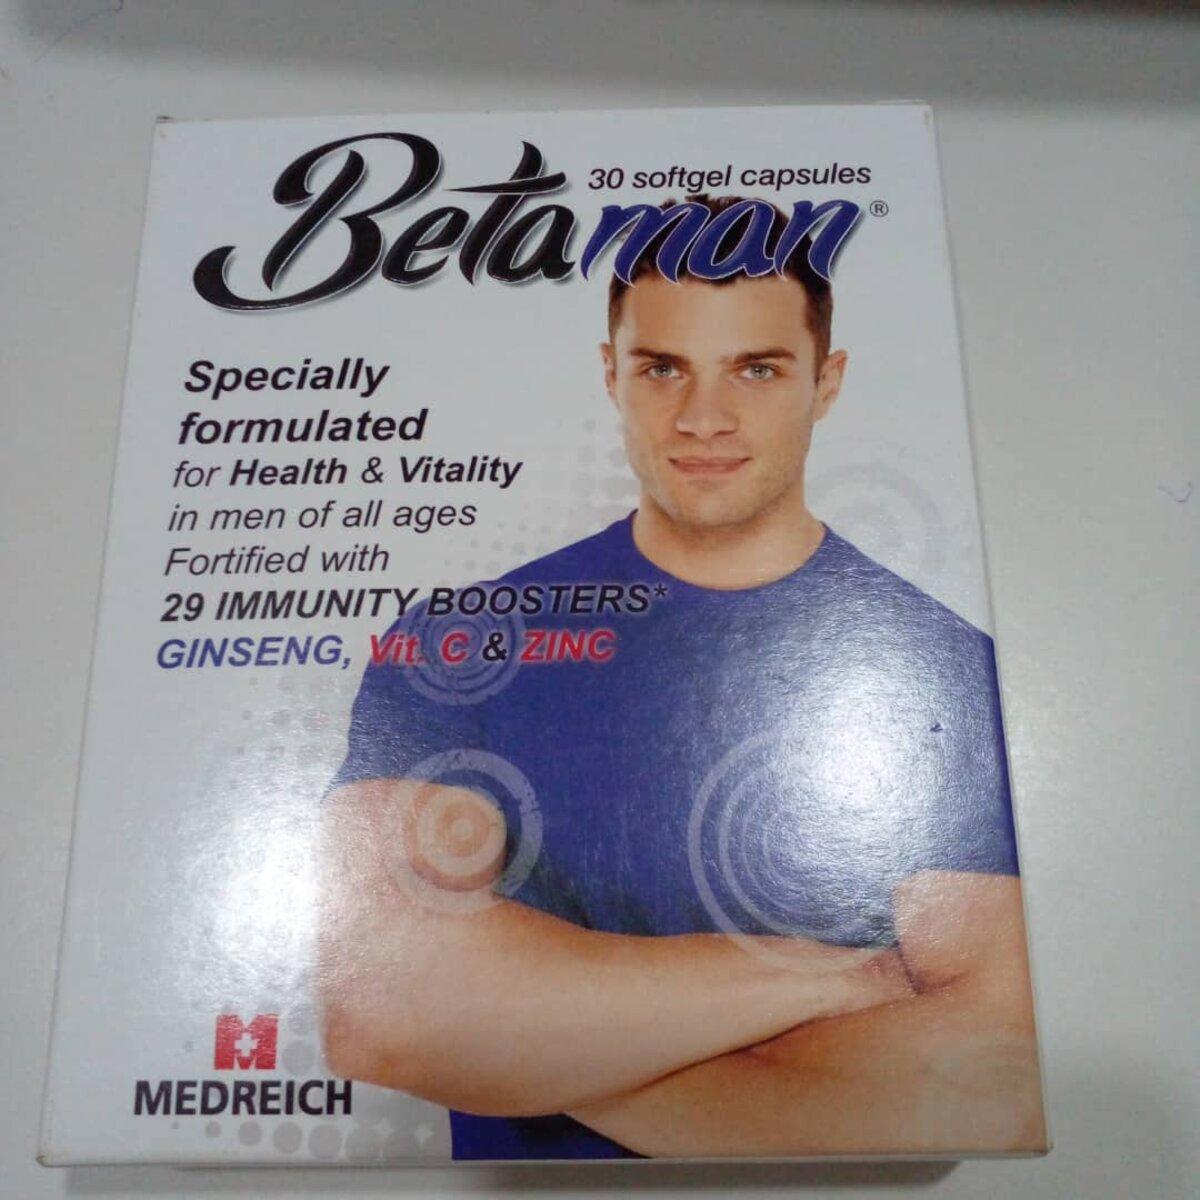 30 softgel capsules
Betaman®
Specially
formulated
for Health & Vitality
in men of all ages
Fortified with
29 IMMUNITY BOOSTERS*
GINSENG, Vit. C & ZINC
MEDREICH